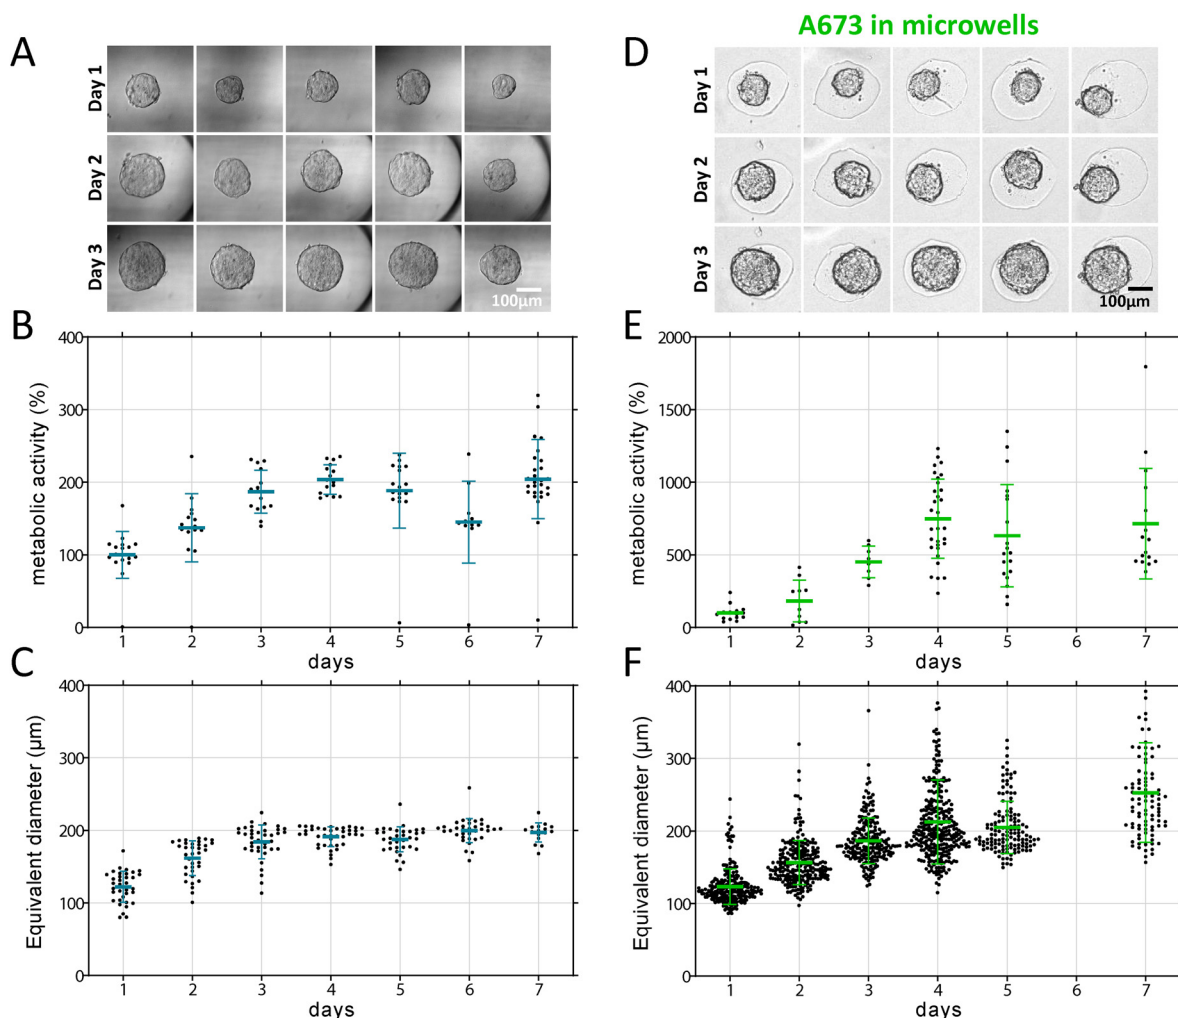 A673 in microwells
A
Day 1
Day 2
Day 3
100µm
D
Day 1
Day 2
Day 3
100µm
B
metabolic activity (%)
400
300
200
100
0
1 2 3 4 5 6 7
days
E
metabolic activity (%)
2000
1500
1000
500
0
1 2 3 4 5 6 7
days
C
Equivalent diameter (µm)
400
300
200
100
0
1 2 3 4 5 6 7
days
F
Equivalent diameter (µm)
400
300
200
100
0
1 2 3 4 5 6 7
days